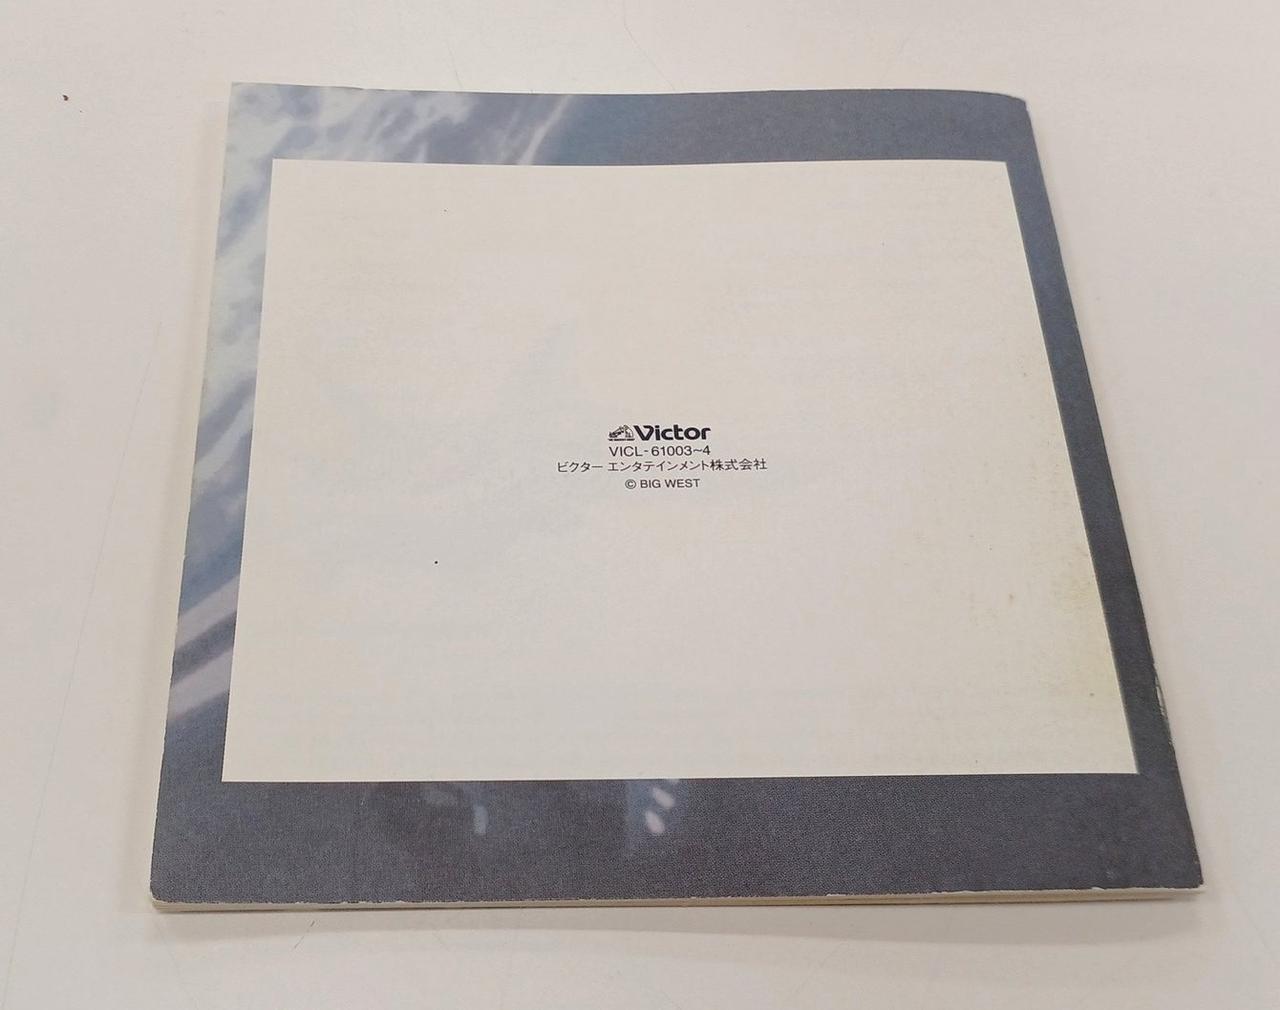 Victor
VICL-61003~4
ビクター エンタテインメント株式会社
© BIG WEST